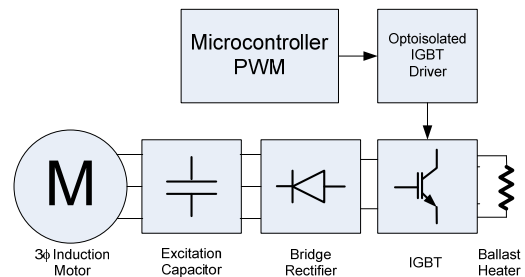 Microcontroller
PWM
Optoisolated
IGBT
Driver
M
3ϕ Induction
Motor
Excitation
Capacitor
Bridge
Rectifier
IGBT
Ballast
Heater